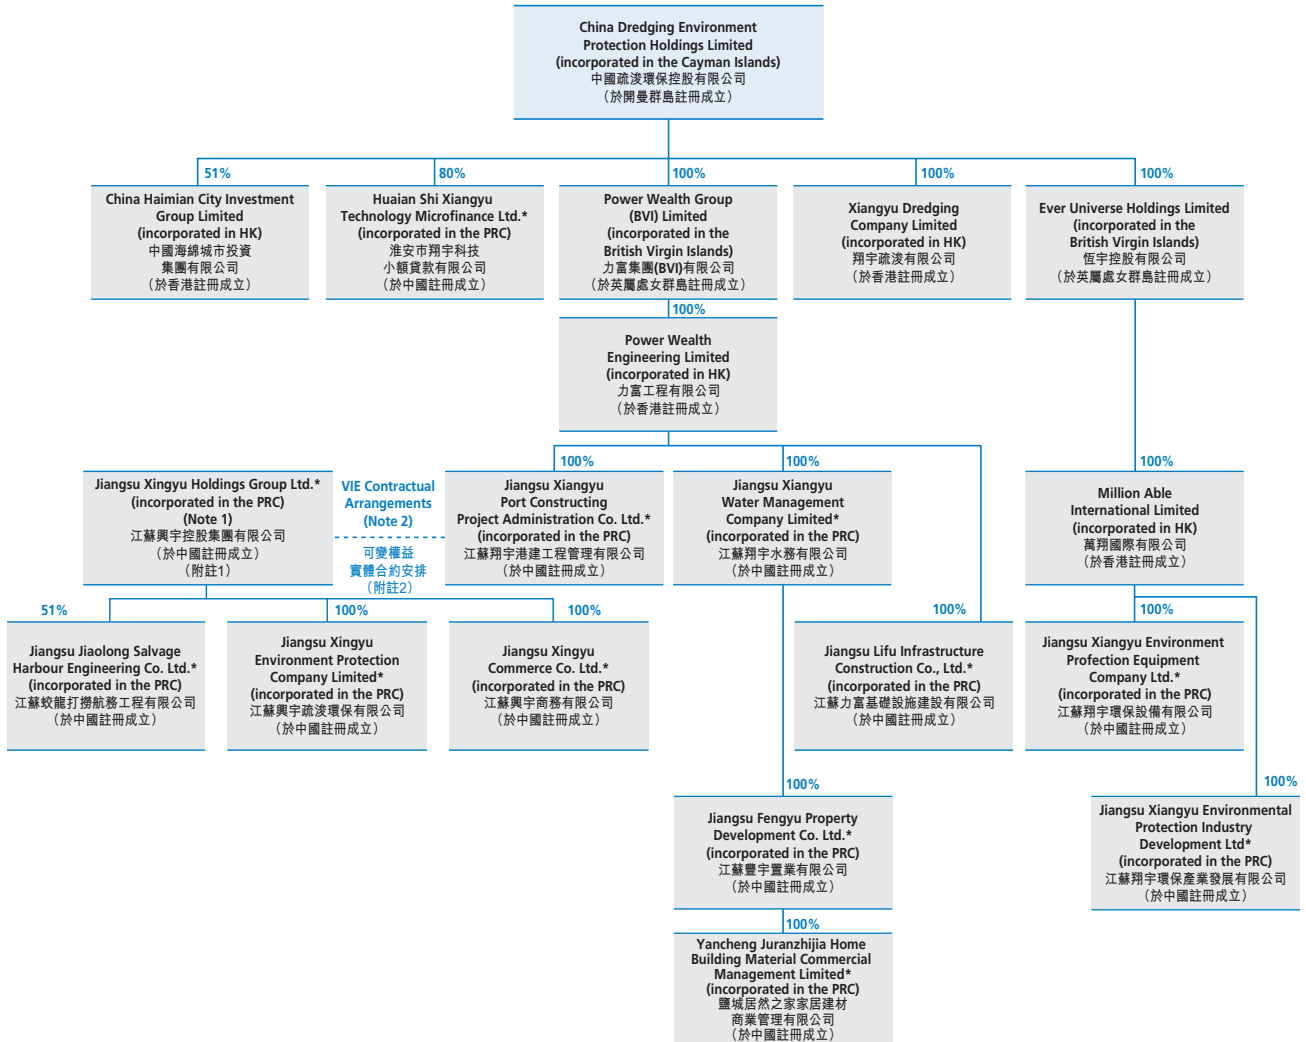 China Dredging Environment
Protection Holdings Limited
(incorporated in the Cayman Islands)
中國疏浚環保控股有限公司
（於開曼群島註冊成立）
51%
80%
100%
100%
100%
China Haimian City Investment
Group Limited
(incorporated in HK)
中國海綿城市投資
集團有限公司
（於香港註冊成立）
Huaian Shi Xiangyu
Technology Microfinance Ltd.*
(incorporated in the PRC)
淮安市翔宇科技
小額貸款有限公司
（於中國註冊成立）
Power Wealth Group
(BVI) Limited
(incorporated in the
British Virgin Islands)
力富集團(BVI)有限公司
（於英屬處女群島註冊成立）
Xiangyu Dredging
Company Limited
(incorporated in HK)
翔宇疏浚有限公司
（於香港註冊成立）
Ever Universe Holdings Limited
(incorporated in the
British Virgin Islands)
恆宇控股有限公司
（於英屬處女群島註冊成立）
100%
Power Wealth
Engineering Limited
(incorporated in HK)
力富工程有限公司
（於香港註冊成立）
100%
100%
100%
Jiangsu Xingyu Holdings Group Ltd.*
(incorporated in the PRC)
(Note 1)
江蘇興宇控股集團有限公司
（於中國註冊成立）
（附註1）
VIE Contractual
Arrangements
(Note 2)
可變權益
實體合約安排
（附註2）
Jiangsu Xiangyu
Port Constructing
Project Administration Co. Ltd.*
(incorporated in the PRC)
江蘇翔宇港建工程管理有限公司
（於中國註冊成立）
Jiangsu Xiangyu
Water Management
Company Limited*
(incorporated in the PRC)
江蘇翔宇水務有限公司
（於中國註冊成立）
Million Able
International Limited
(incorporated in HK)
萬翔國際有限公司
（於香港註冊成立）
51%
100%
100%
100%
100%
Jiangsu Jiaolong Salvage
Harbour Engineering Co. Ltd.*
(incorporated in the PRC)
江蘇蛟龍打撈航務工程有限公司
（於中國註冊成立）
Jiangsu Xingyu
Environment Protection
Company Limited*
(incorporated in the PRC)
江蘇興宇疏浚環保有限公司
（於中國註冊成立）
Jiangsu Xingyu
Commerce Co. Ltd.*
(incorporated in the PRC)
江蘇興宇商務有限公司
（於中國註冊成立）
Jiangsu Lifu Infrastructure
Construction Co., Ltd.*
(incorporated in the PRC)
江蘇力富基礎設施建設有限公司
（於中國註冊成立）
Jiangsu Xiangyu Environment
Profection Equipment
Company Ltd.*
(incorporated in the PRC)
江蘇翔宇環保設備有限公司
（於中國註冊成立）
100%
100%
Jiangsu Fengyu Property
Development Co. Ltd.*
(incorporated in the PRC)
江蘇豐宇置業有限公司
（於中國註冊成立）
Jiangsu Xiangyu Environmental
Protection Industry
Development Ltd*
(incorporated in the PRC)
江蘇翔宇環保產業發展有限公司
（於中國註冊成立）
100%
Yancheng Juranzhijia Home
Building Material Commercial
Management Limited*
(incorporated in the PRC)
鹽城居然之家家居建材
商業管理有限公司
（於中國註冊成立）